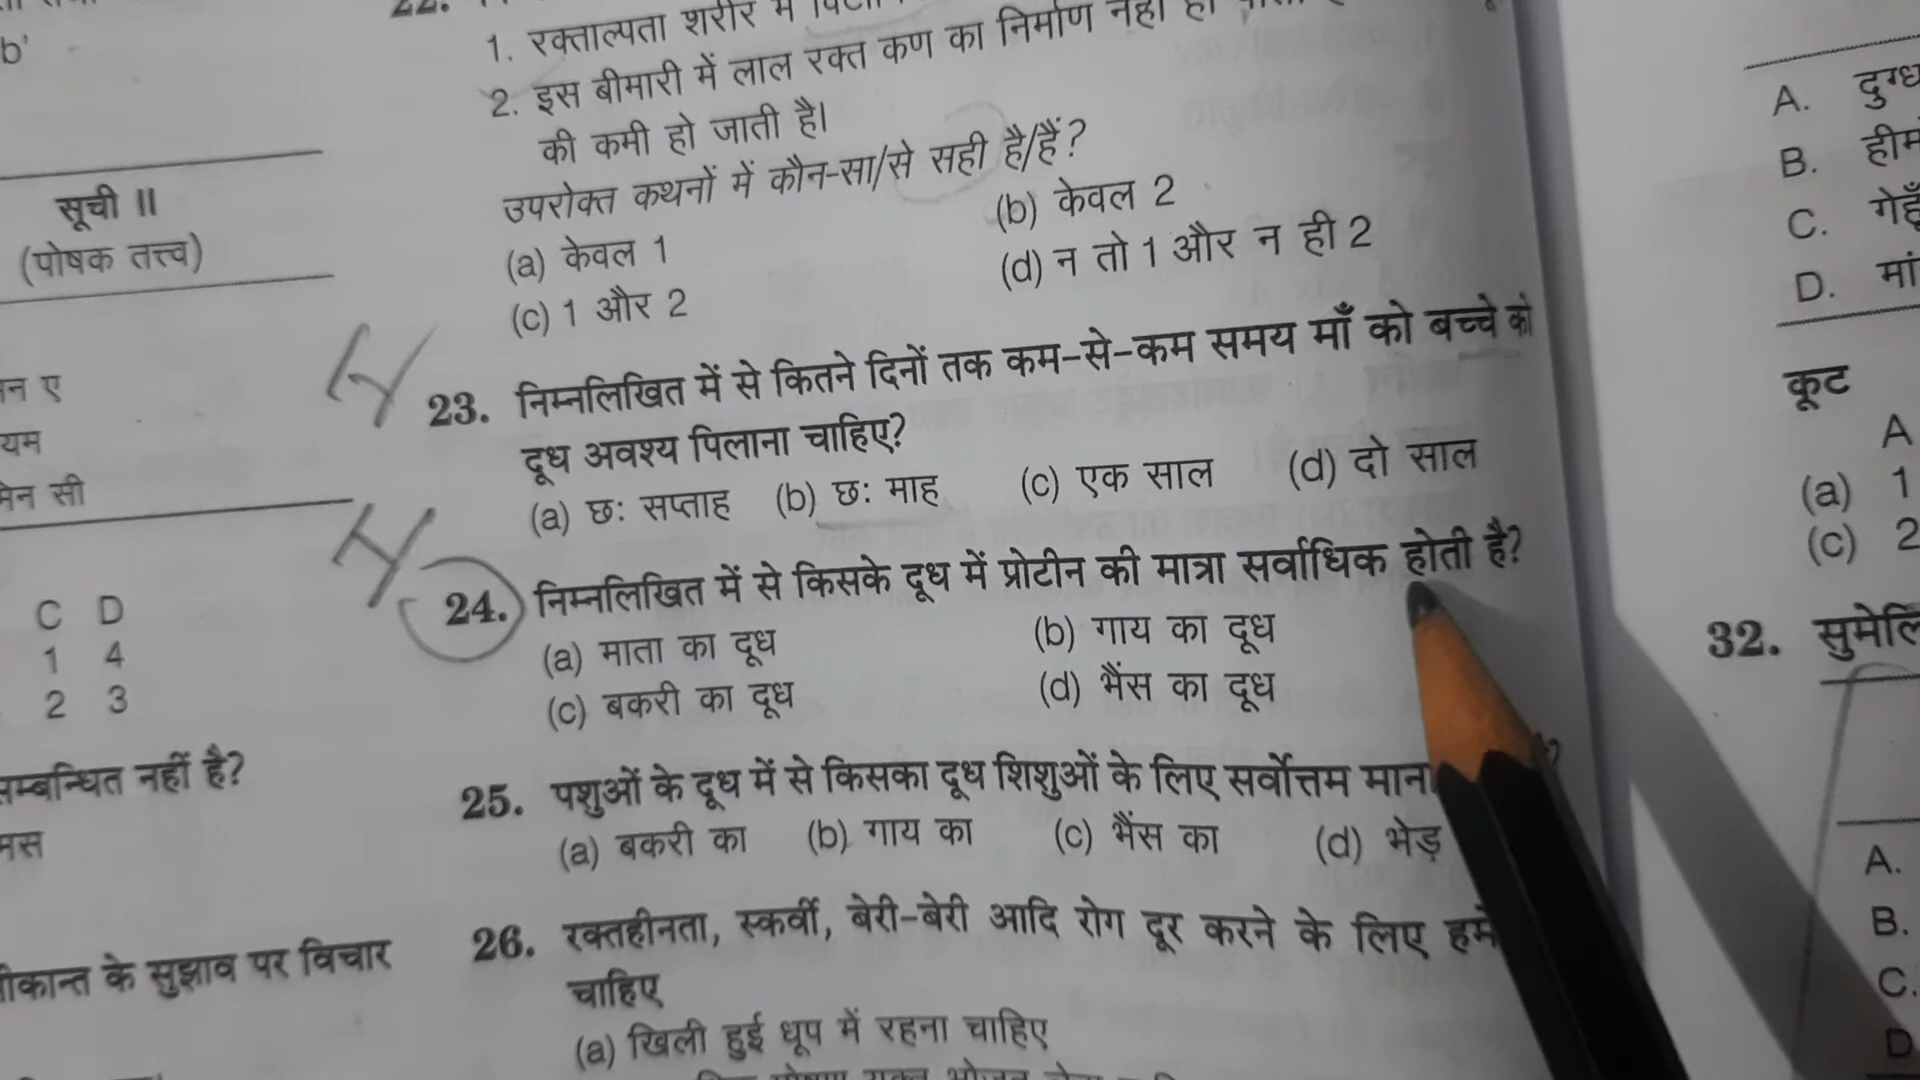 b'
सूची II
(पोषक तत्त्व)
ए
सी
C D
1 4
2 3
सम्बन्धित नहीं है?
के सुझाव पर विचार
22.
1. रक्ताल्पता शरीर में
2. इस बीमारी में लाल रक्त कण का निर्माण नहीं हो
की कमी हो जाती है।
उपरोक्त कथनों में कौन-सा/से सही है/हैं?
(a) केवल 1 (b) केवल 2
(c) 1 और 2 (d) न तो 1 और न ही 2
23. निम्नलिखित में से कितने दिनों तक कम-से-कम समय माँ को बच्चे को
दूध अवश्य पिलाना चाहिए?
(a) छः सप्ताह (b) छः माह (c) एक साल (d) दो साल
24. निम्नलिखित में से किसके दूध में प्रोटीन की मात्रा सर्वाधिक होती है?
(a) माता का दूध (b) गाय का दूध
(c) बकरी का दूध (d) भैंस का दूध
25. पशुओं के दूध में से किसका दूध शिशुओं के लिए सर्वोत्तम माना
(a) बकरी का (b) गाय का (c) भैंस का (d) भेड़
26. रक्तहीनता, स्कर्वी, बेरी-बेरी आदि रोग दूर करने के लिए हमें
चाहिए
(a) खिली हुई धूप में रहना चाहिए
A. दुग्ध
B.
C. गेहूँ
D.
कूट
A
(a) 1
(c) 2
32.
A.
B.
C.
D